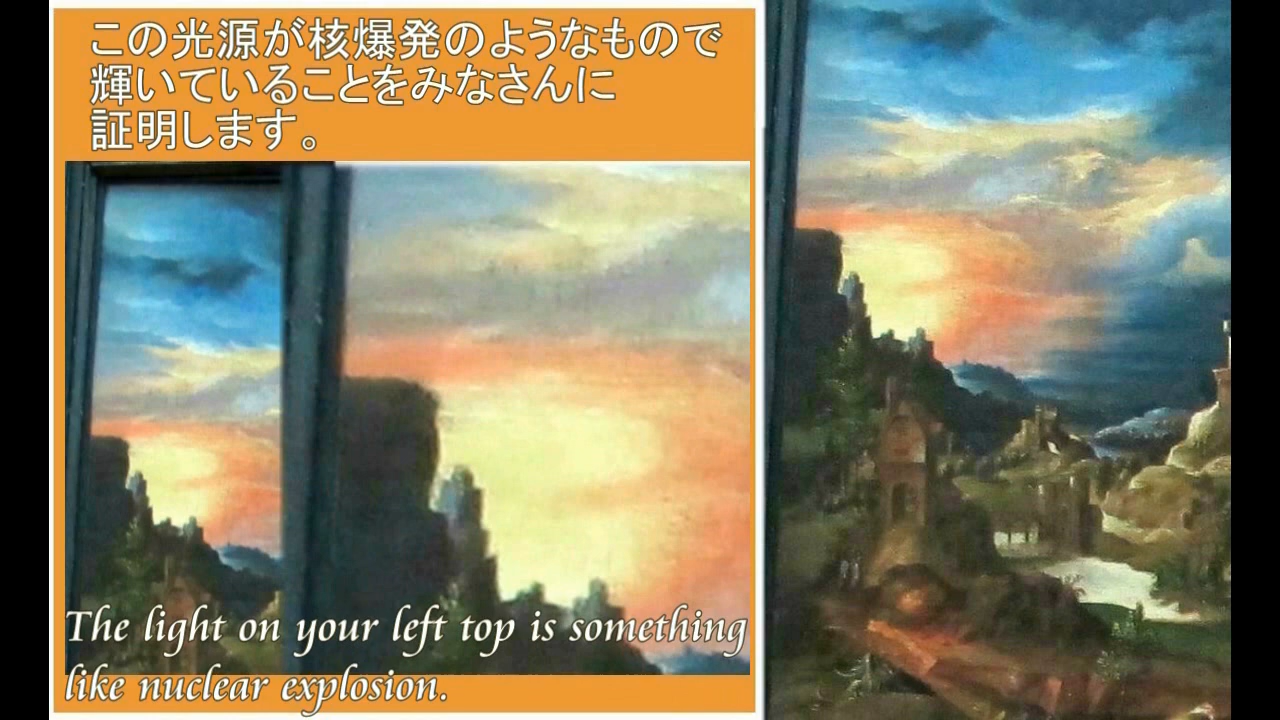 この光源が核爆発のようなもので
輝いていることをみなさんに
証明します。
The light on your left top is something
like nuclear explosion.